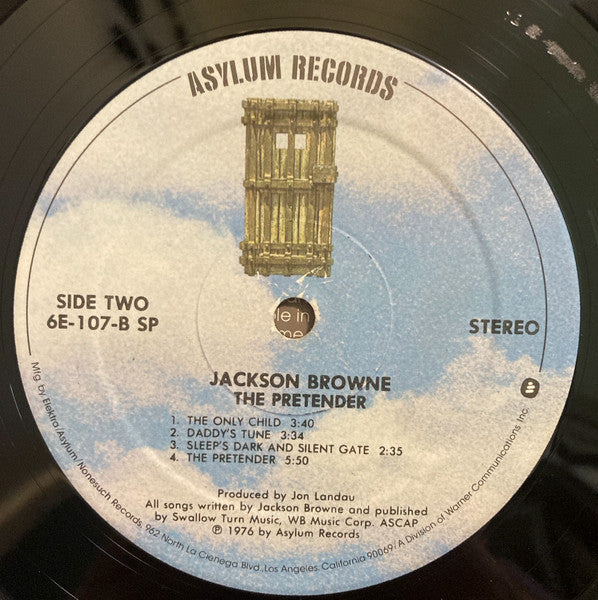 ASYLUM RECORDS
SIDE TWO
6E-107-B SP
STEREO
le in
me
JACKSON BROWNE
THE PRETENDER
1. THE ONLY CHILD 3:40
2. DADDY'S TUNE 3:34
3. SLEEP'S DARK AND SILENT GATE 2:35
4. THE PRETENDER 5:50
Produced by Jon Landau
All songs written by Jackson Browne and published
by Swallow Turn Music, WB Music Corp. ASCAP
℗ 1976 by Asylum Records
Mfg. by Elektra/Asylum/Nonesuch Records, 962 North La Cienega Blvd., Los Angeles, California 90069/A Division of Warner Communications Inc.